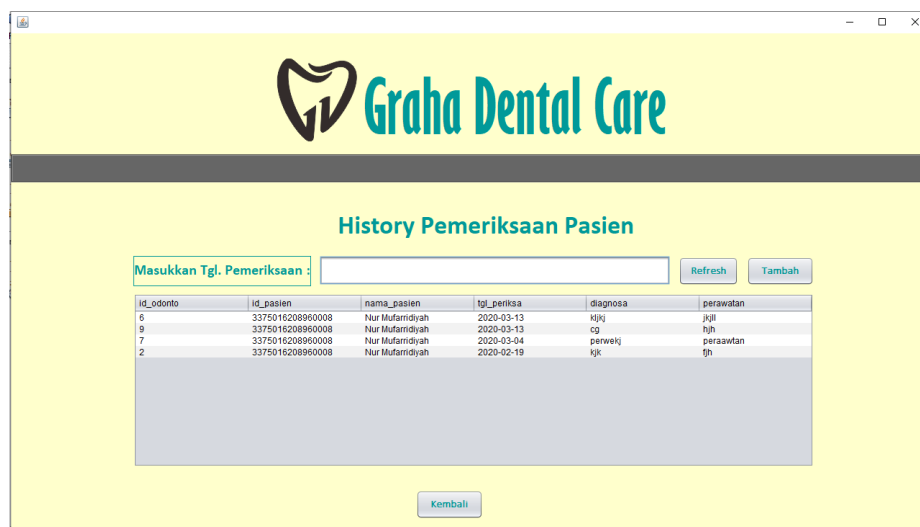 Graha Dental Care
History Pemeriksaan Pasien
Masukkan Tgl. Pemeriksaan : Refresh Tambah
id_odonto id_pasien nama_pasien tgl_periksa diagnosa perawatan
6 3375016208960008 Nur Mufarridiyah 2020-03-13 kljkj jkjll
9 3375016208960008 Nur Mufarridiyah 2020-03-13 cg hjh
7 3375016208960008 Nur Mufarridiyah 2020-03-04 perwekj peraawtan
2 3375016208960008 Nur Mufarridiyah 2020-02-19 kjk fjh
Kembali